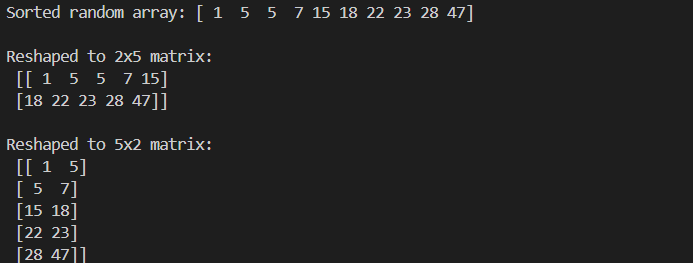 Sorted random array: [ 1  5  5  7 15 18 22 23 28 47]
Reshaped to 2x5 matrix:
 [[ 1  5  5  7 15]
 [18 22 23 28 47]]
Reshaped to 5x2 matrix:
 [[ 1  5]
 [ 5  7]
 [15 18]
 [22 23]
 [28 47]]